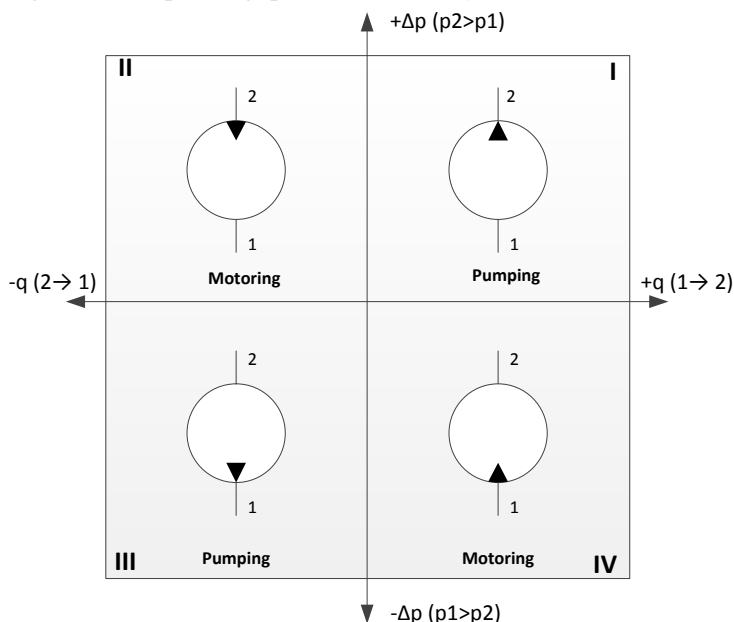 +Δp (p2>p1)
II
I
2
2
1
1
Motoring
Pumping
-q (2→ 1)
+q (1→ 2)
2
2
1
1
Pumping
Motoring
III
IV
-Δp (p1>p2)